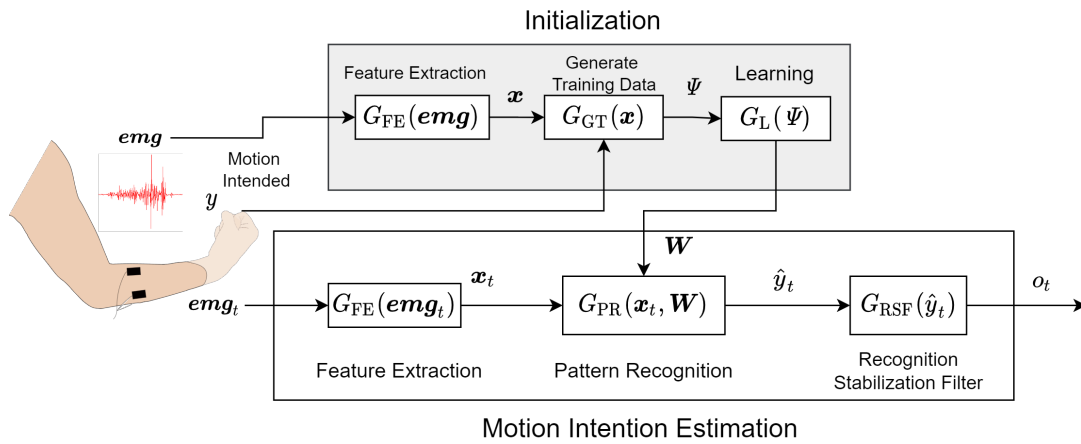 Initialization
Feature Extraction
Generate
Training Data
Learning
emg
G_FE(emg)
x
G_GT(x)
Ψ
G_L(Ψ)
Motion
Intended
y
W
emg_t
G_FE(emg_t)
x_t
G_PR(x_t, W)
ŷ_t
G_RSF(ŷ_t)
o_t
Feature Extraction
Pattern Recognition
Recognition
Stabilization Filter
Motion Intention Estimation